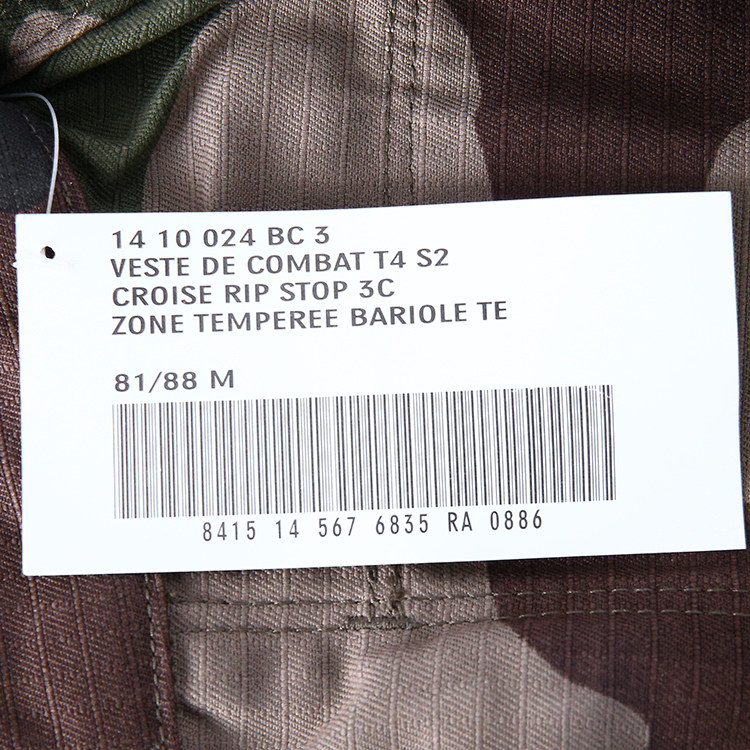 14 10 024 BC 3
VESTE DE COMBAT T4 S2
CROISE RIP STOP 3C
ZONE TEMPEREE BARIOLE TE
81/88 M
8415 14 567 6835 RA 0886